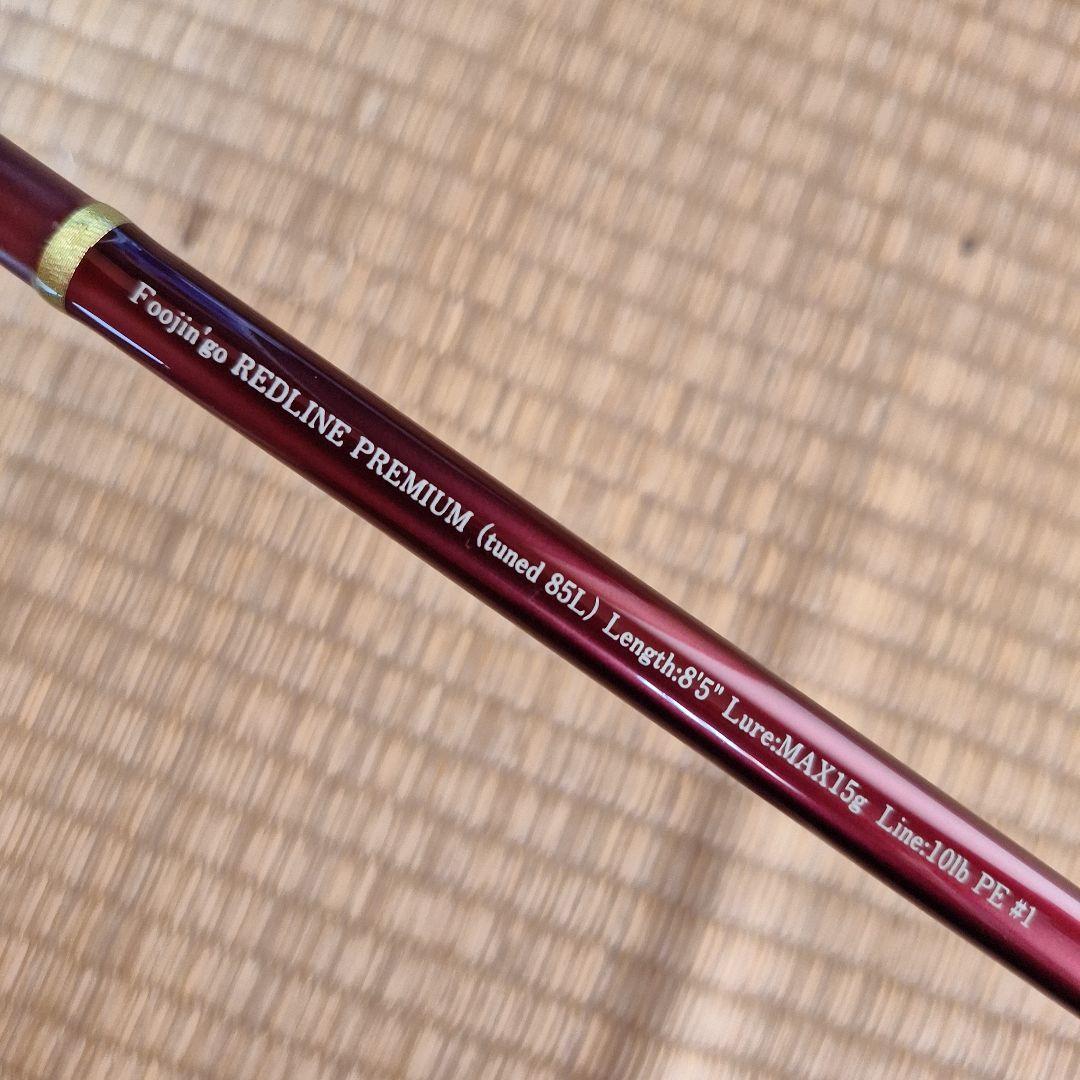 Foojin'go REDLINE PREMIUM (tuned 85L) Length:8'5" Lure:MAX15g Line:10lb PE #1